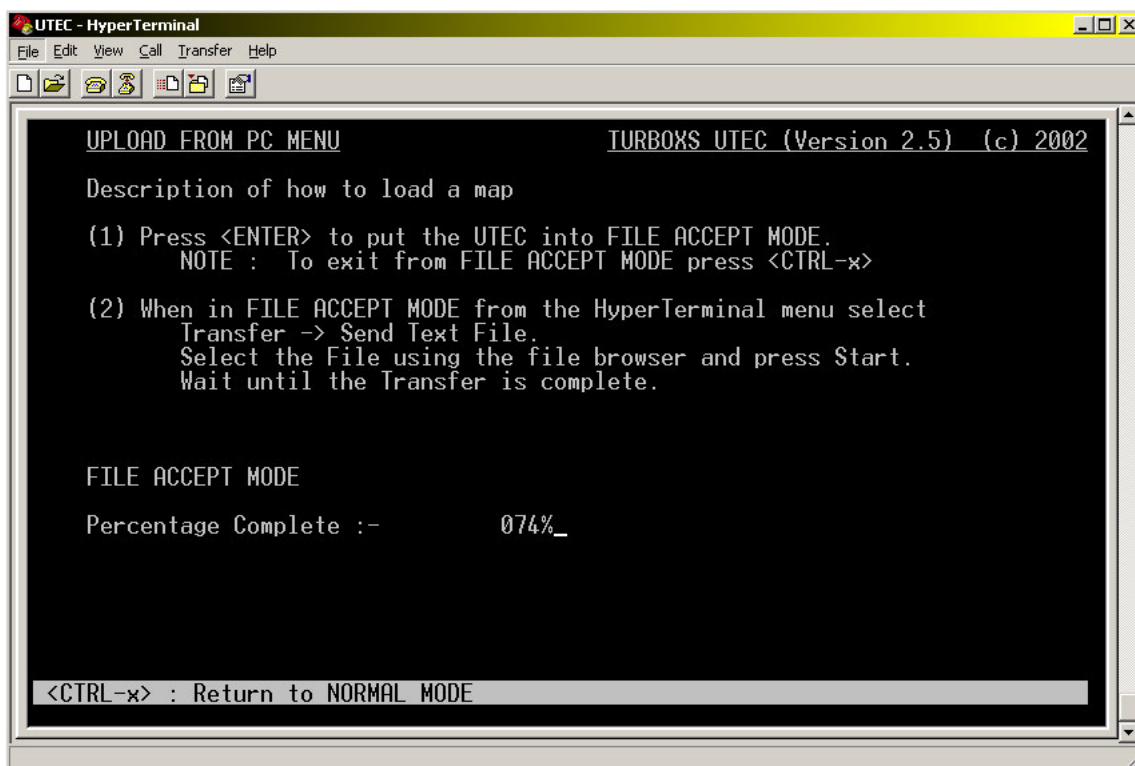 UTEC - HyperTerminal
File Edit View Call Transfer Help
UPLOAD FROM PC MENU TURBOXS UTEC (Version 2.5) (c) 2002
Description of how to load a map
(1) Press <ENTER> to put the UTEC into FILE ACCEPT MODE.
NOTE : To exit from FILE ACCEPT MODE press <CTRL-x>
(2) When in FILE ACCEPT MODE from the HyperTerminal menu select
Transfer -> Send Text File.
Select the File using the file browser and press Start.
Wait until the Transfer is complete.
FILE ACCEPT MODE
Percentage Complete :- 074%_
<CTRL-x> : Return to NORMAL MODE